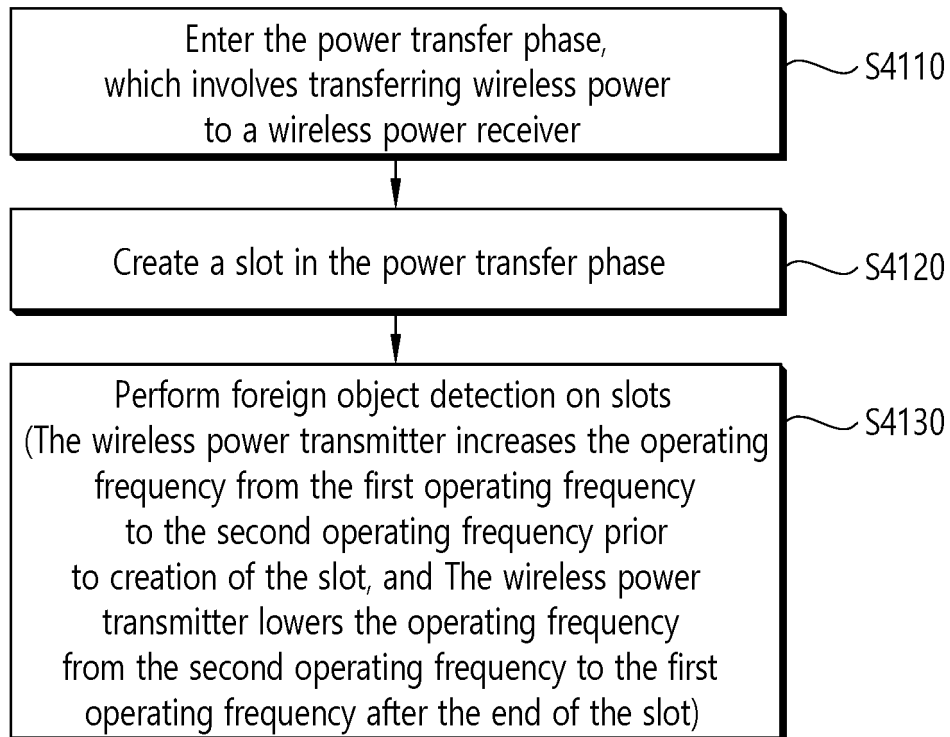 Enter the power transfer phase,
which involves transferring wireless power
to a wireless power receiver
S4110
Create a slot in the power transfer phase
S4120
Perform foreign object detection on slots
(The wireless power transmitter increases the operating
frequency from the first operating frequency
to the second operating frequency prior
to creation of the slot, and The wireless power
transmitter lowers the operating frequency
from the second operating frequency to the first
operating frequency after the end of the slot)
S4130